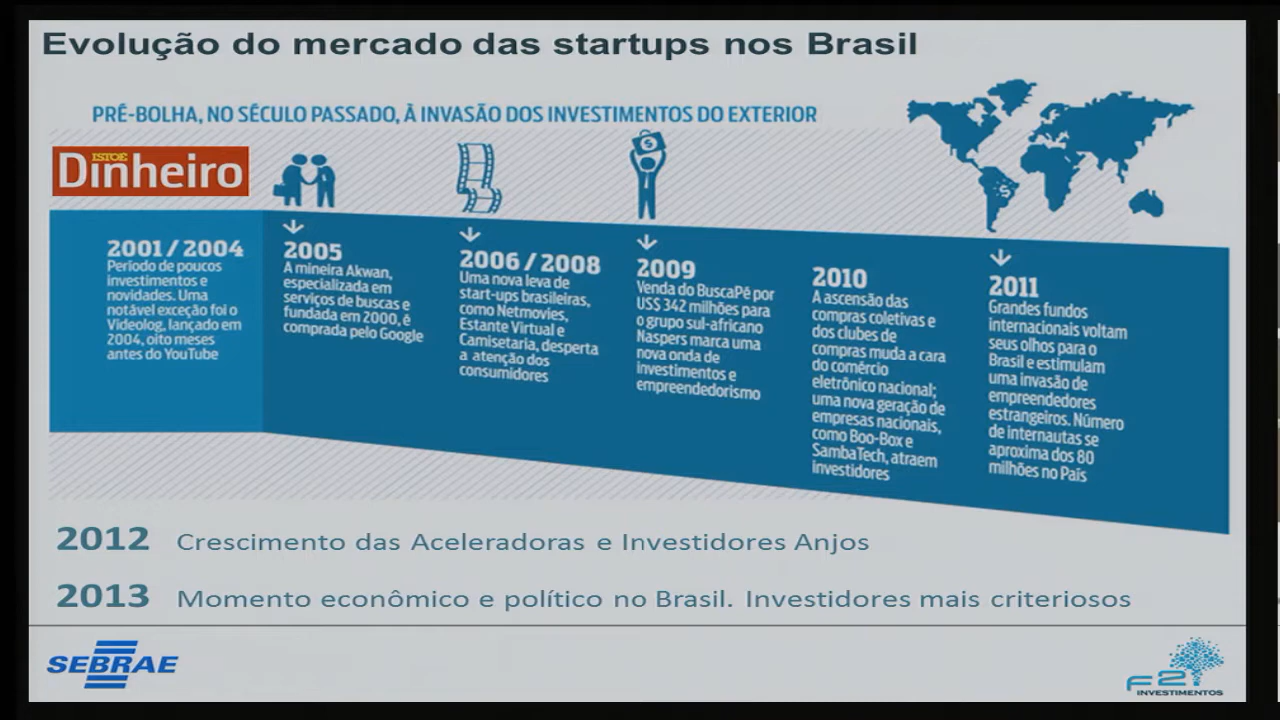 Evolução do mercado das startups nos Brasil
PRÉ-BOLHA, NO SÉCULO PASSADO, À INVASÃO DOS INVESTIMENTOS DO EXTERIOR
ISTOÉ
Dinheiro
$
$
2001 / 2004
Período de poucos
investimentos e
novidades. Uma
notável exceção foi o
Videolog, lançado em
2004, oito meses
antes do YouTube
2005
A mineira Akwan,
especializada em
serviços de buscas e
fundada em 2000, é
comprada pelo Google
2006 / 2008
Uma nova leva de
start-ups brasileiras,
como Netmovies,
Estante Virtual e
Camisetaria, desperta
a atenção dos
consumidores
2009
Venda do BuscaPé por
US$ 342 milhões para
o grupo sul-africano
Naspers marca uma
nova onda de
investimentos e
empreendedorismo
2010
A ascensão das
compras coletivas e
dos clubes de
compras muda a cara
do comércio
eletrônico nacional;
uma nova geração de
empresas nacionais,
como Boo-Box e
SambaTech, atraem
investidores
2011
Grandes fundos
internacionais voltam
seus olhos para o
Brasil e estimulam
uma invasão de
empreendedores
estrangeiros. Número
de internautas se
aproxima dos 80
milhões no País
2012 Crescimento das Aceleradoras e Investidores Anjos
2013 Momento econômico e político no Brasil. Investidores mais criteriosos
SEBRAE
F2
INVESTIMENTOS